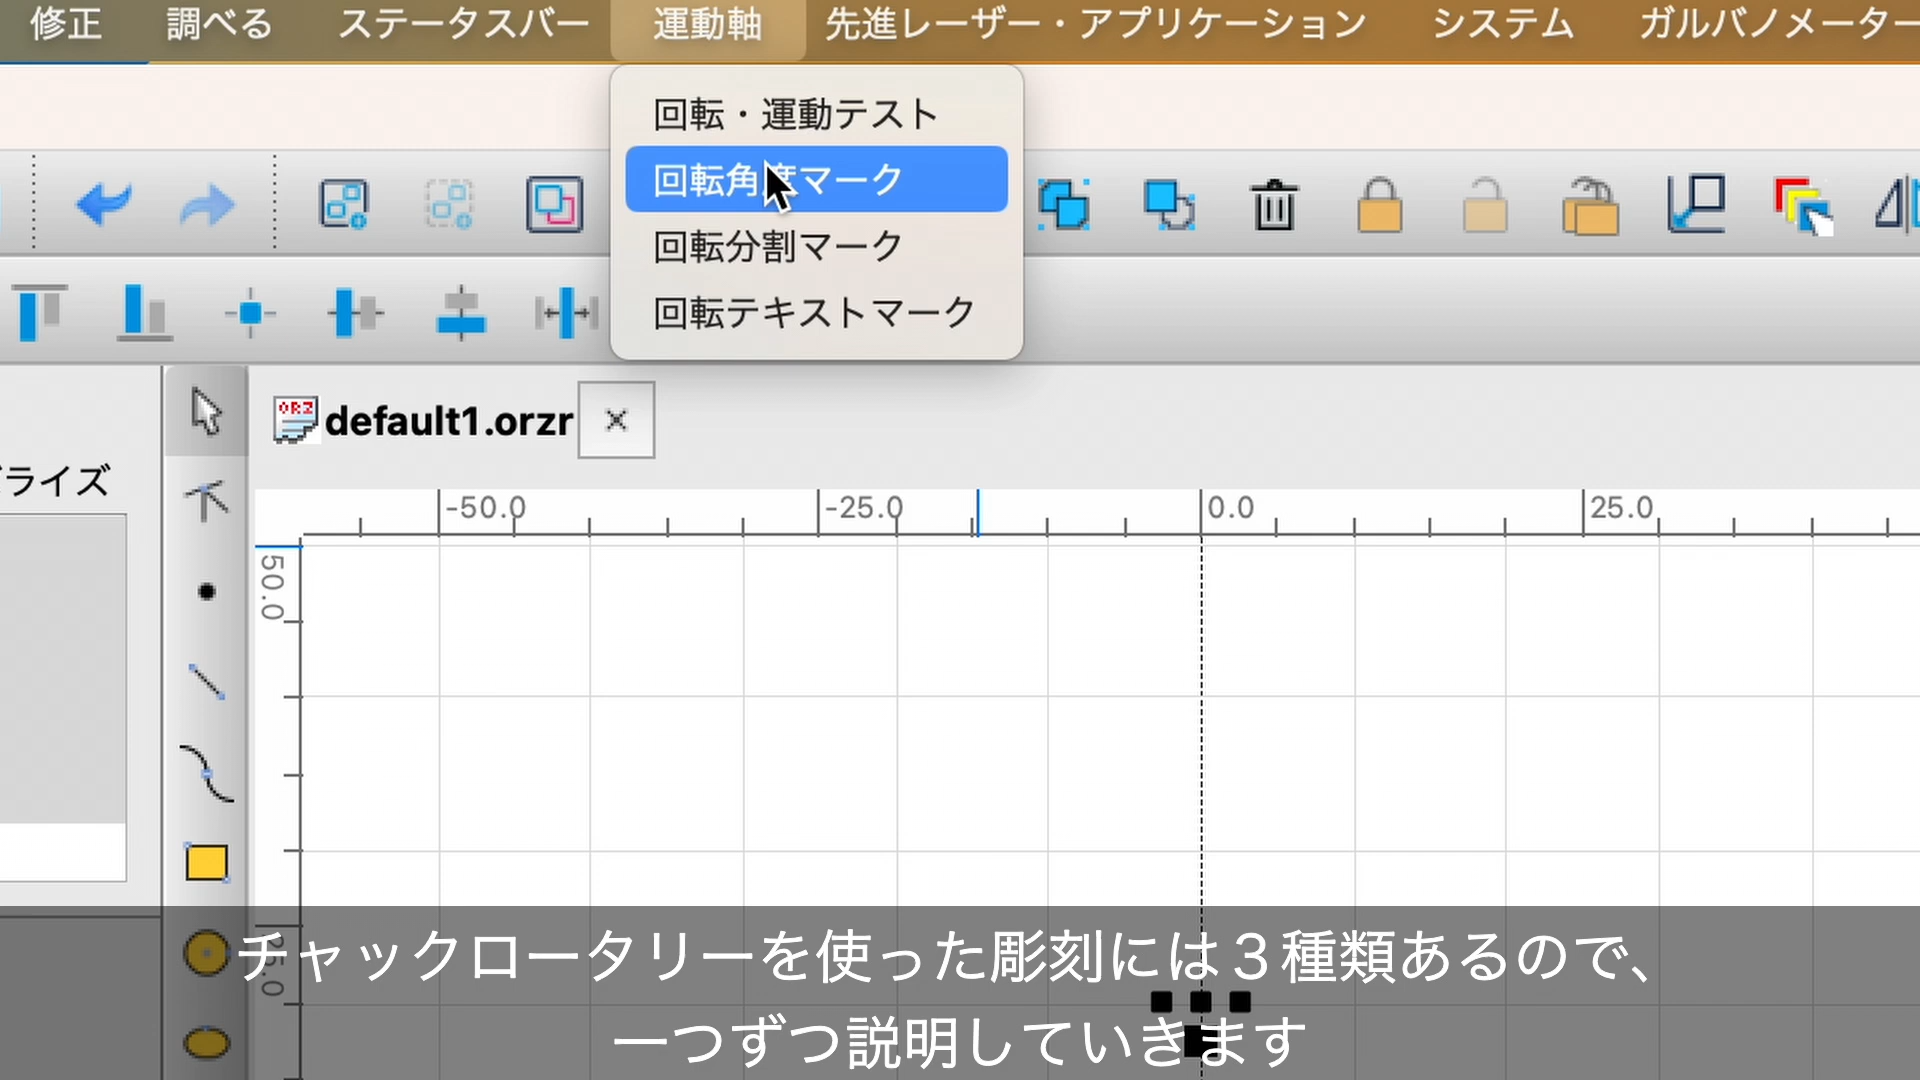 修正 調べる ステータスバー 運動軸 先進レーザー・アプリケーション システム ガルバノメーター
回転・運動テスト
回転角度マーク
回転分割マーク
回転テキストマーク
default1.orzr
ライズ
-50.0 -25.0 0.0 25.0
50.0
チャックロータリーを使った彫刻には３種類あるので、
一つずつ説明していきます